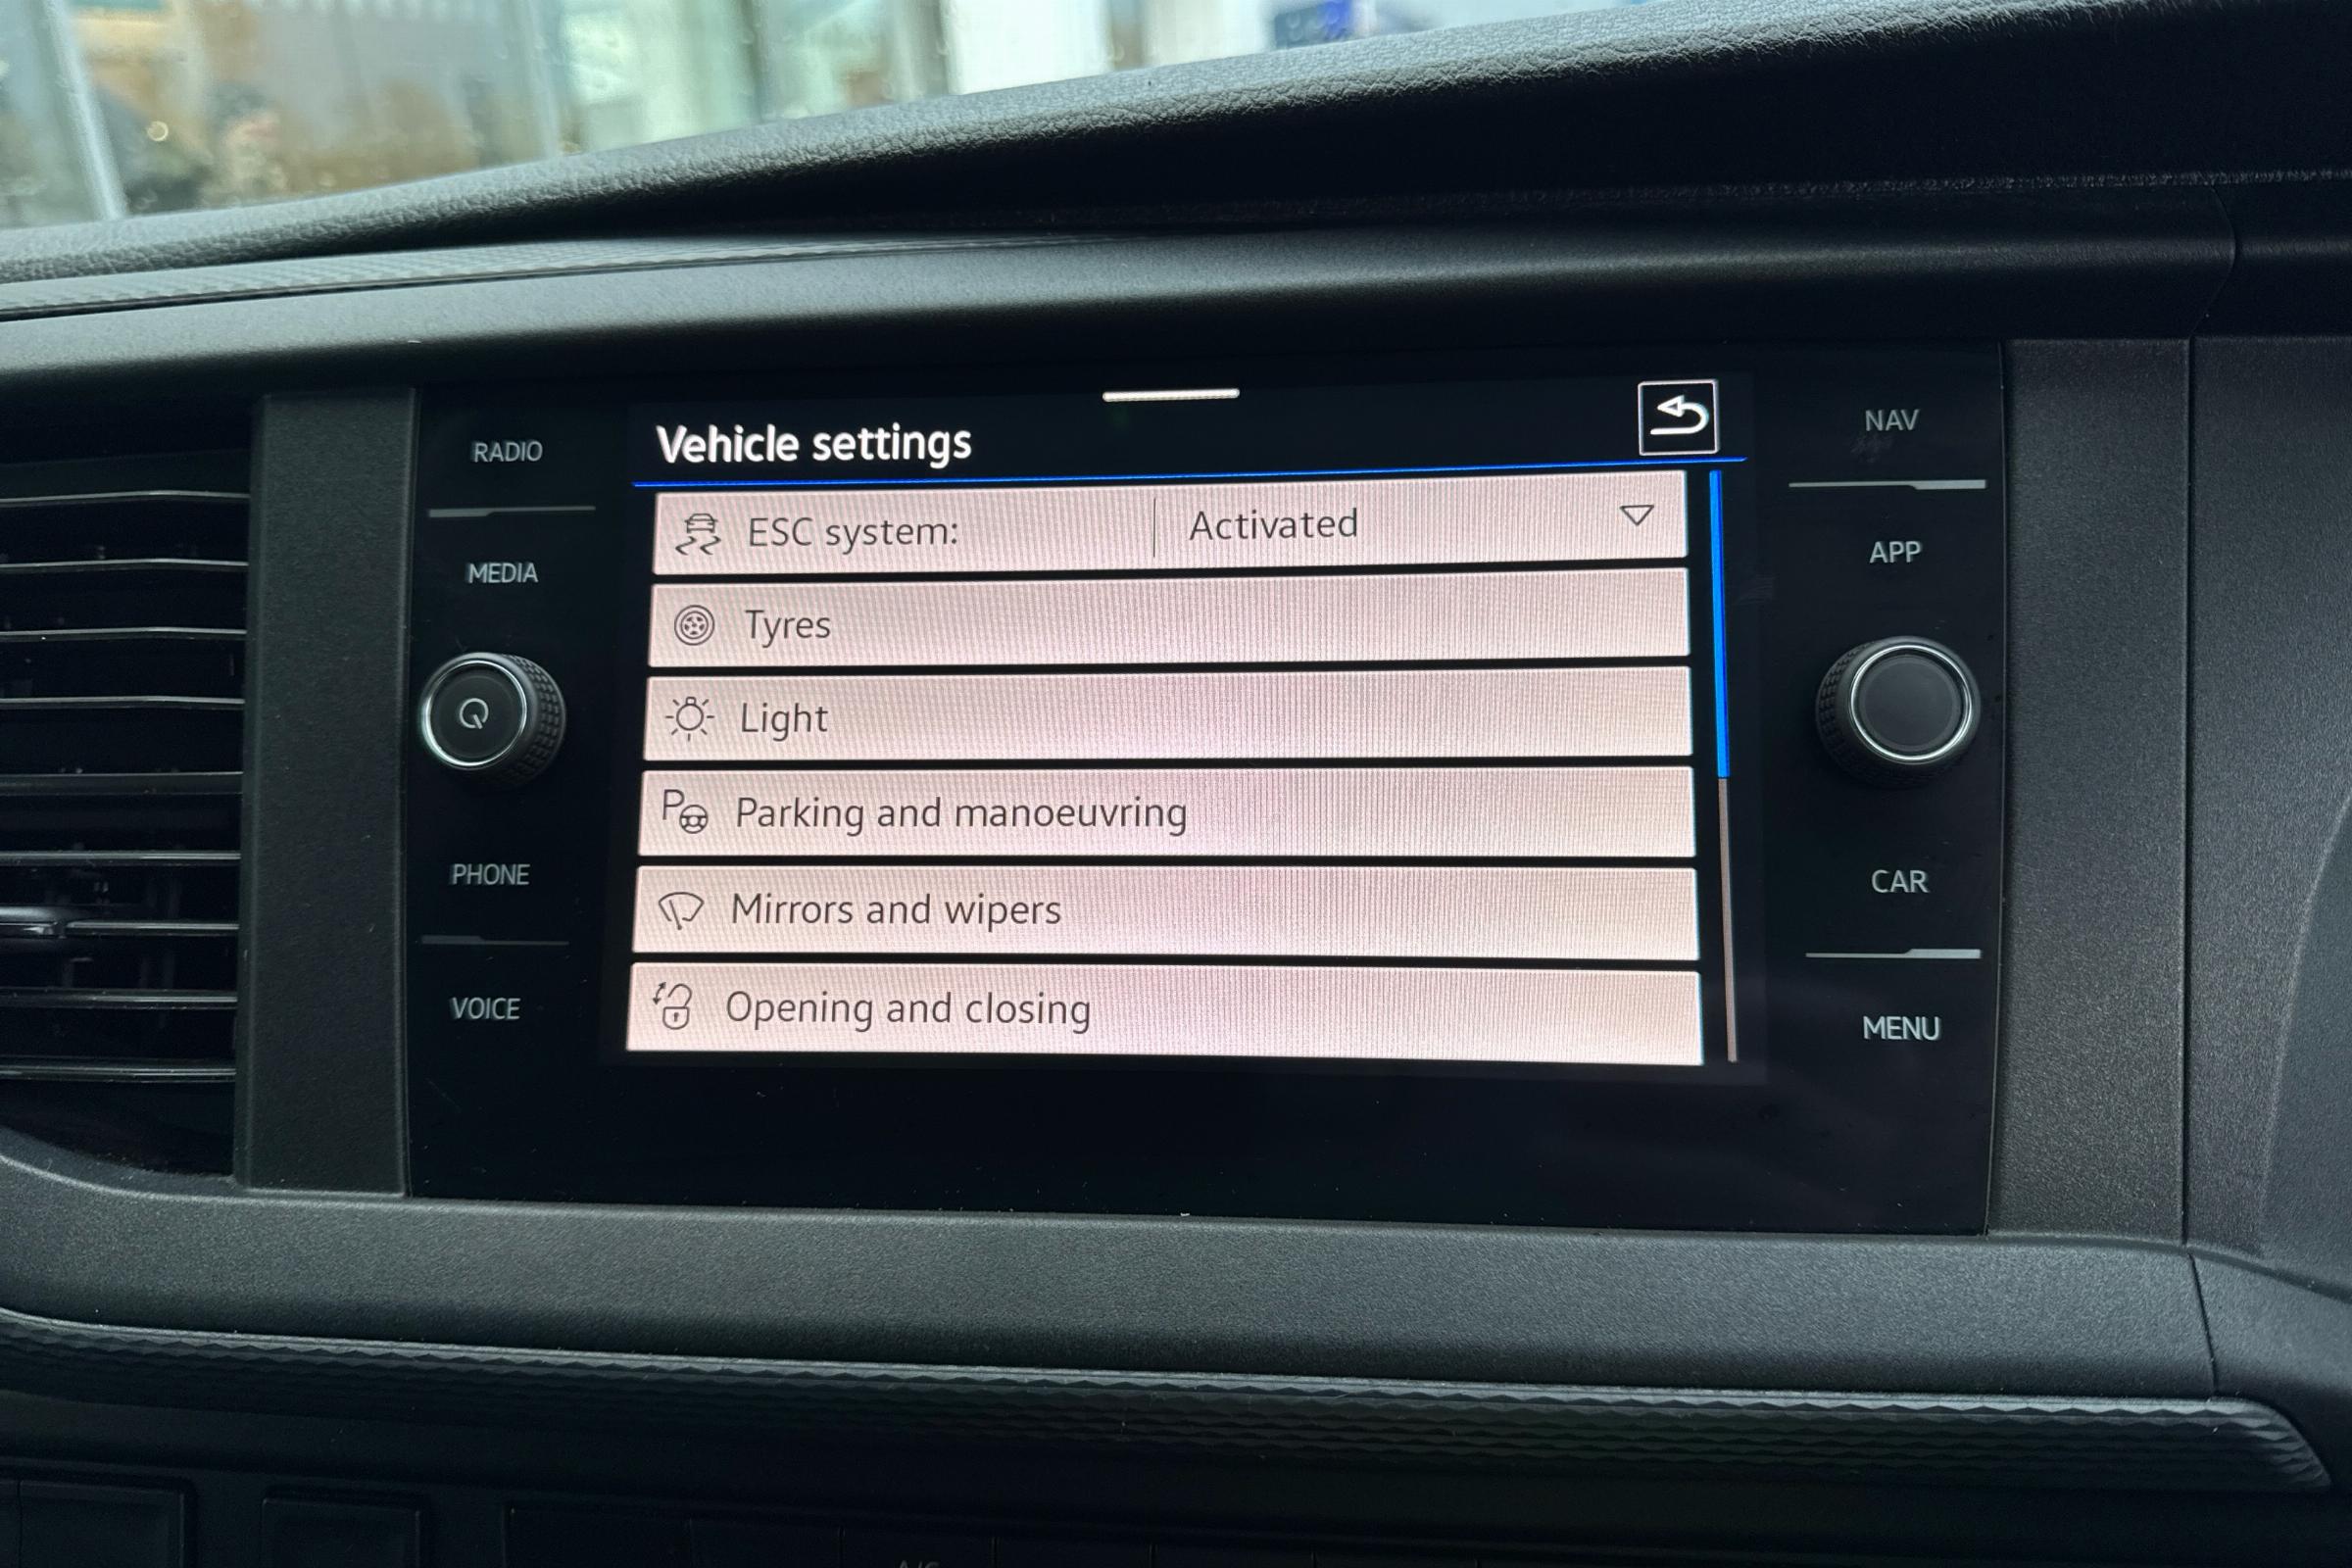 RADIO
MEDIA
PHONE
VOICE
Vehicle settings
ESC system: Activated
Tyres
Light
Parking and manoeuvring
Mirrors and wipers
Opening and closing
NAV
APP
CAR
MENU